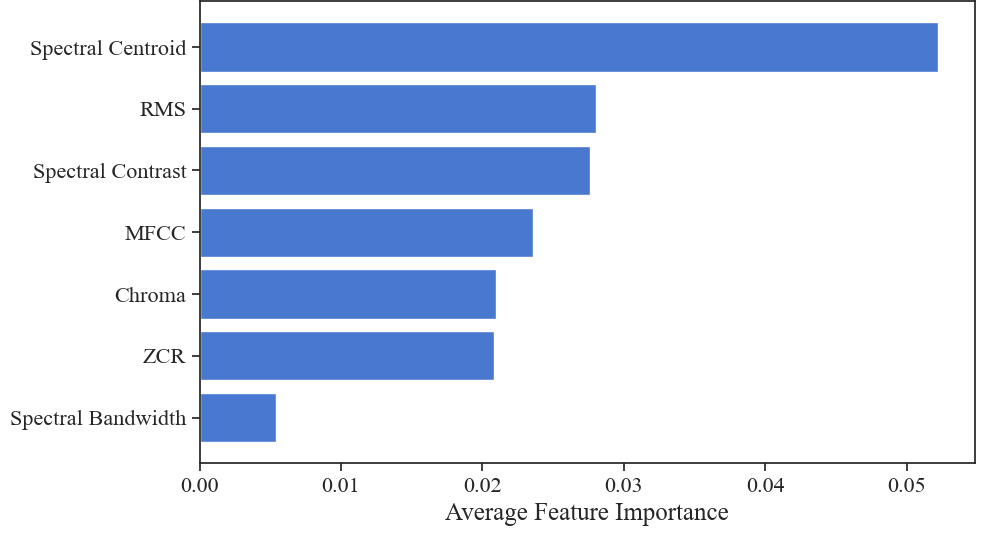 Spectral Centroid
RMS
Spectral Contrast
MFCC
Chroma
ZCR
Spectral Bandwidth
0.00 0.01 0.02 0.03 0.04 0.05
Average Feature Importance